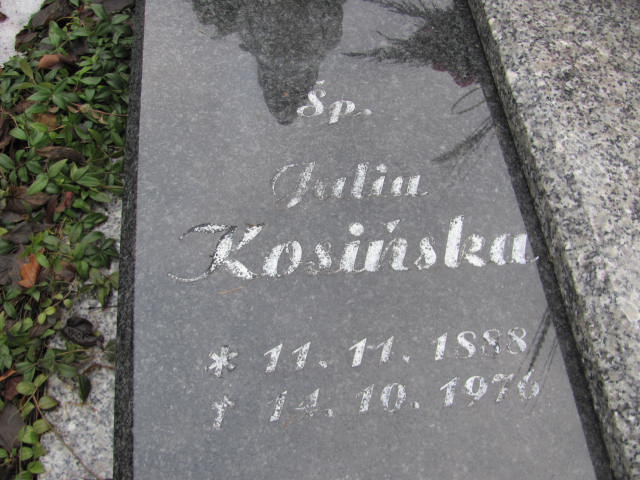 Śp.
Julia
Kosińska
* 11. 11. 1888
† 14. 10. 1976